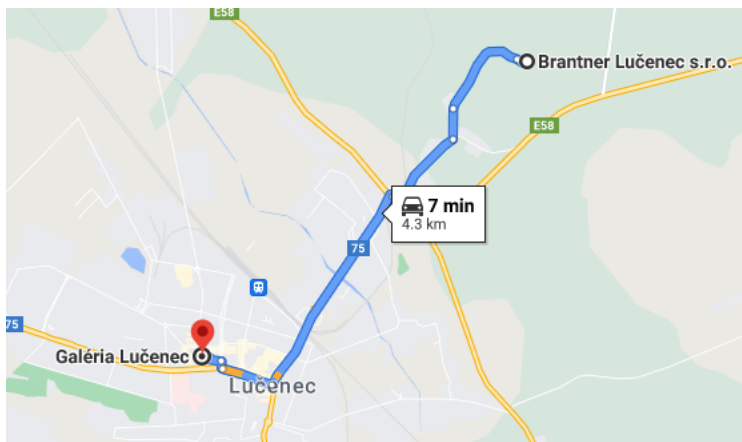 E58
Brantner Lučenec s.r.o.
E58
7 min
4.3 km
75
75
Galéria Lučenec
Lučenec